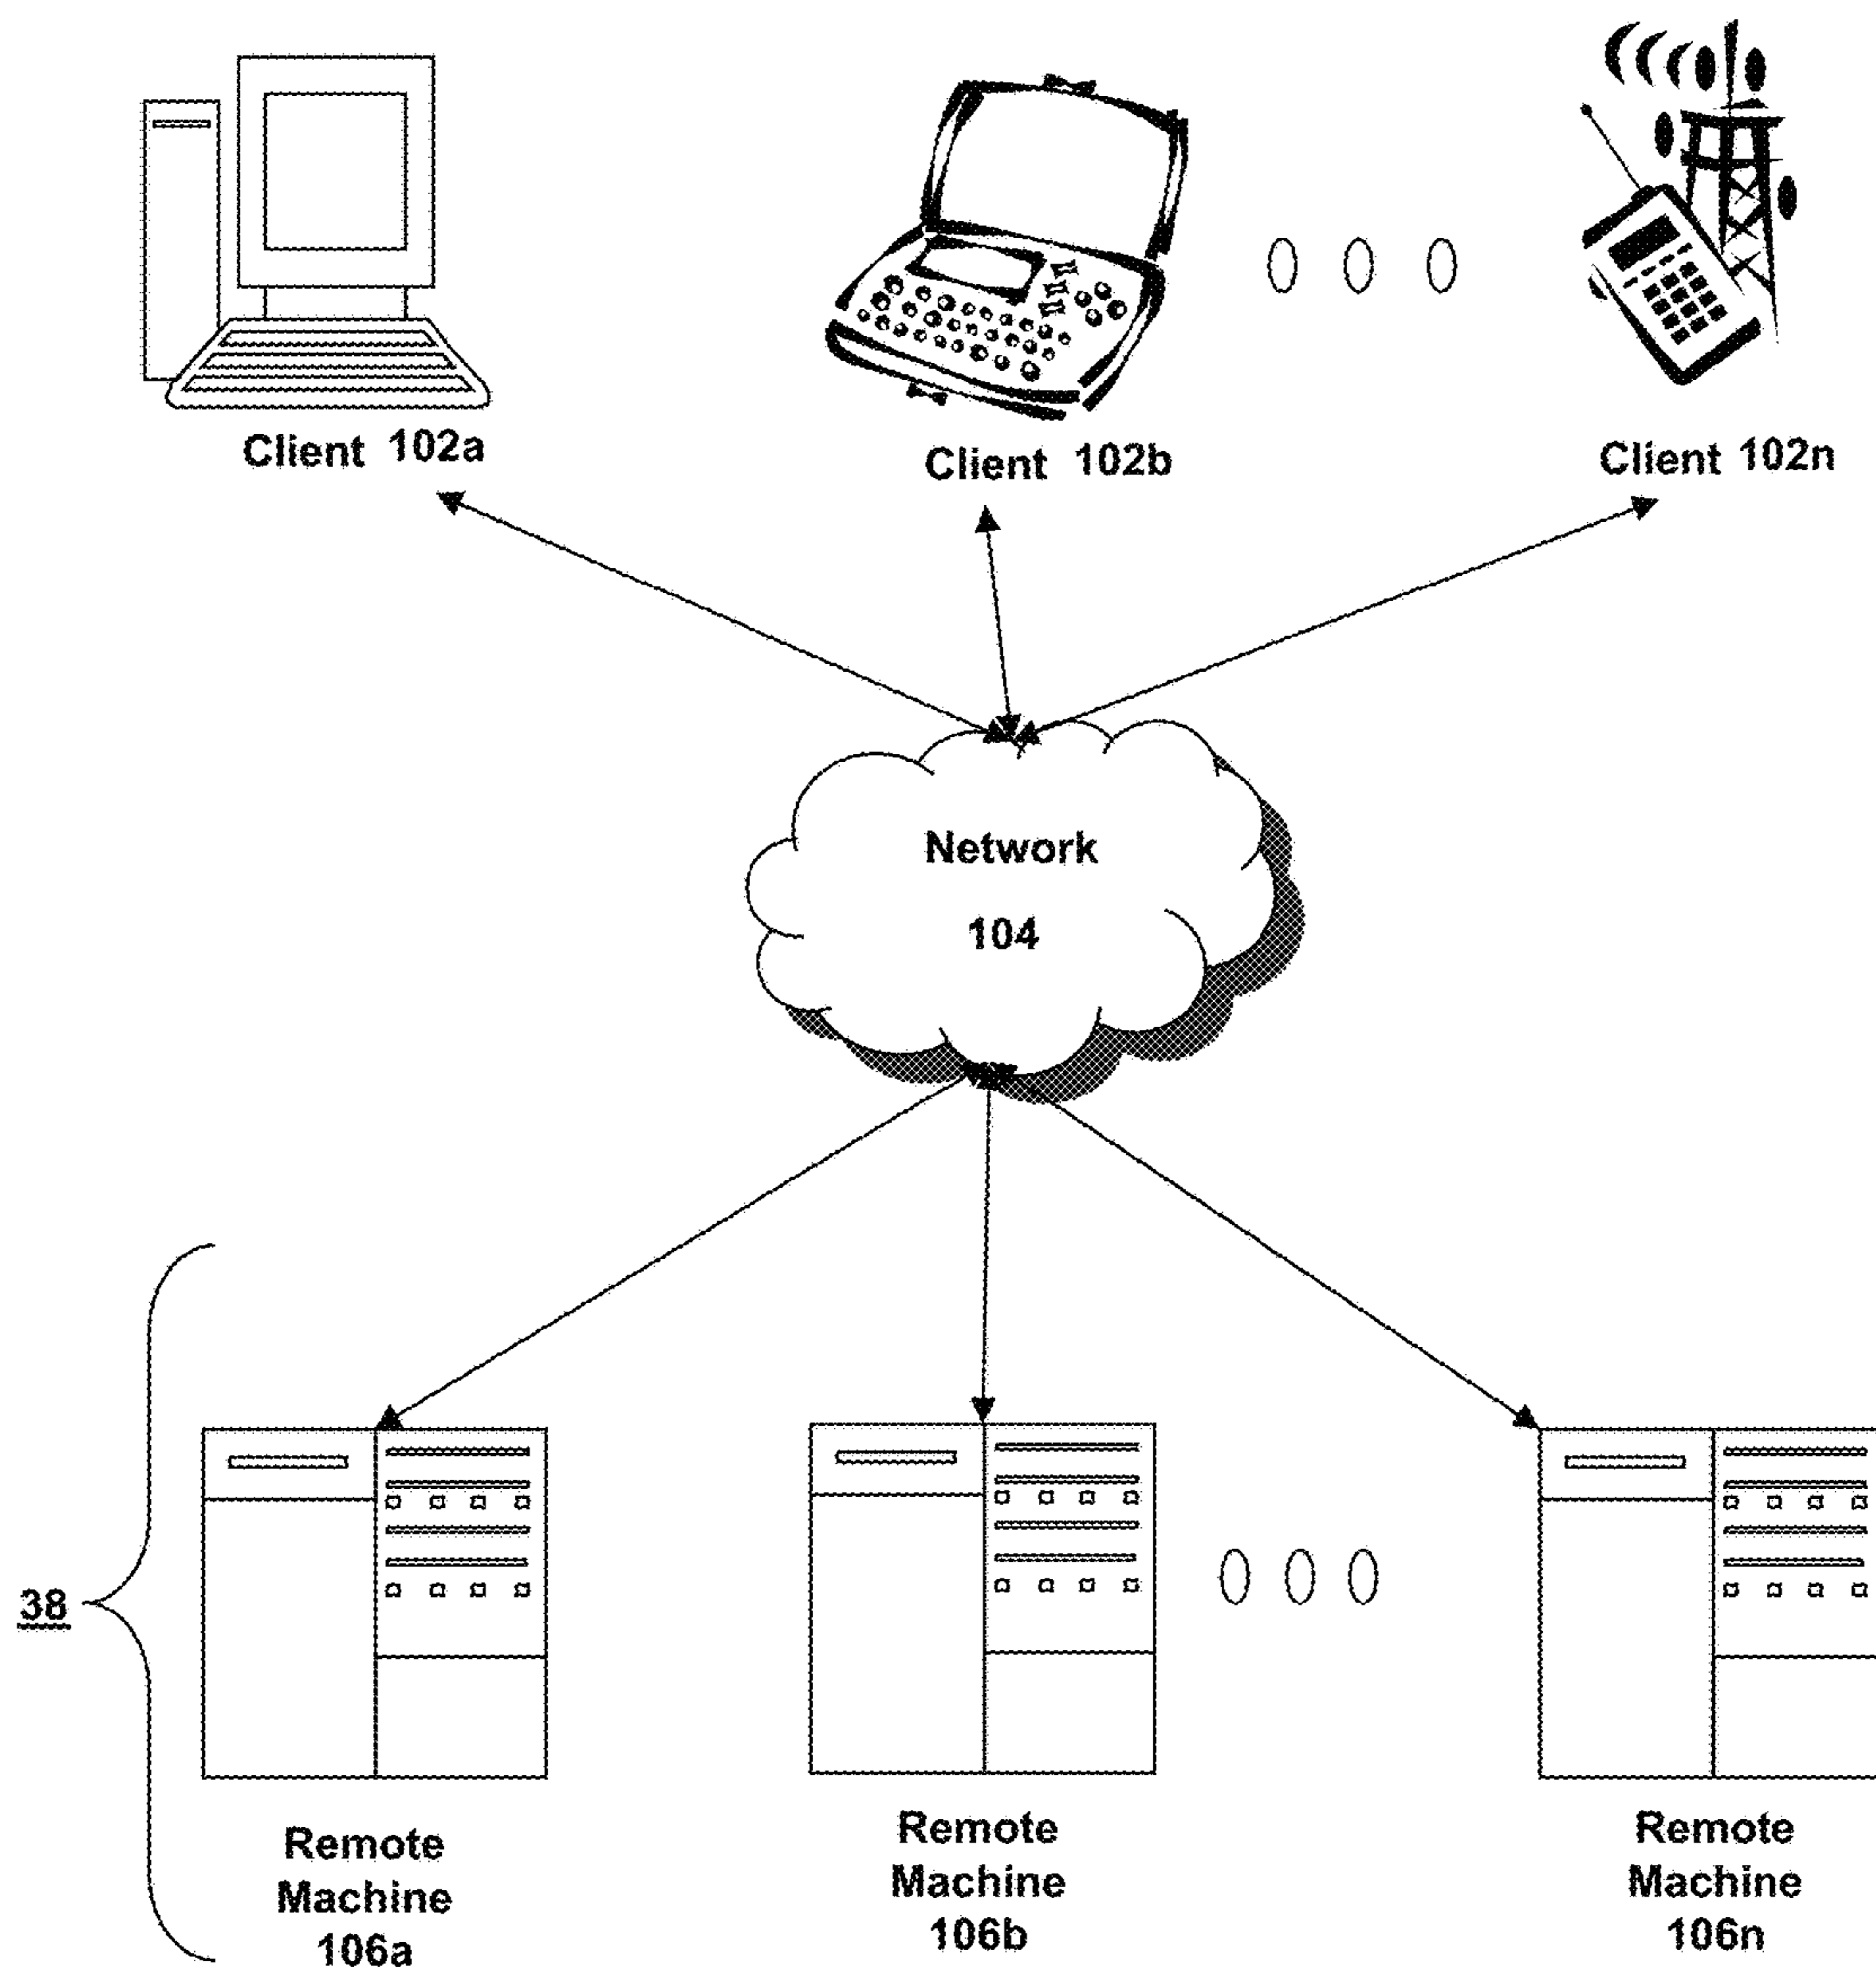 Client 102a
Client 102b
Client 102n
Network
104
38
Remote
Machine
106a
Remote
Machine
106b
Remote
Machine
106n